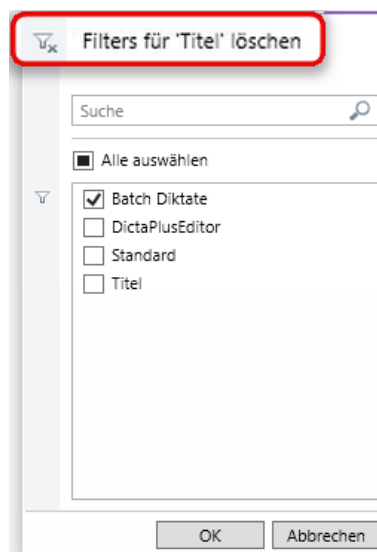 Filters für 'Titel' löschen
Suche
Alle auswählen
Batch Diktate
DictaPlusEditor
Standard
Titel
OK Abbrechen